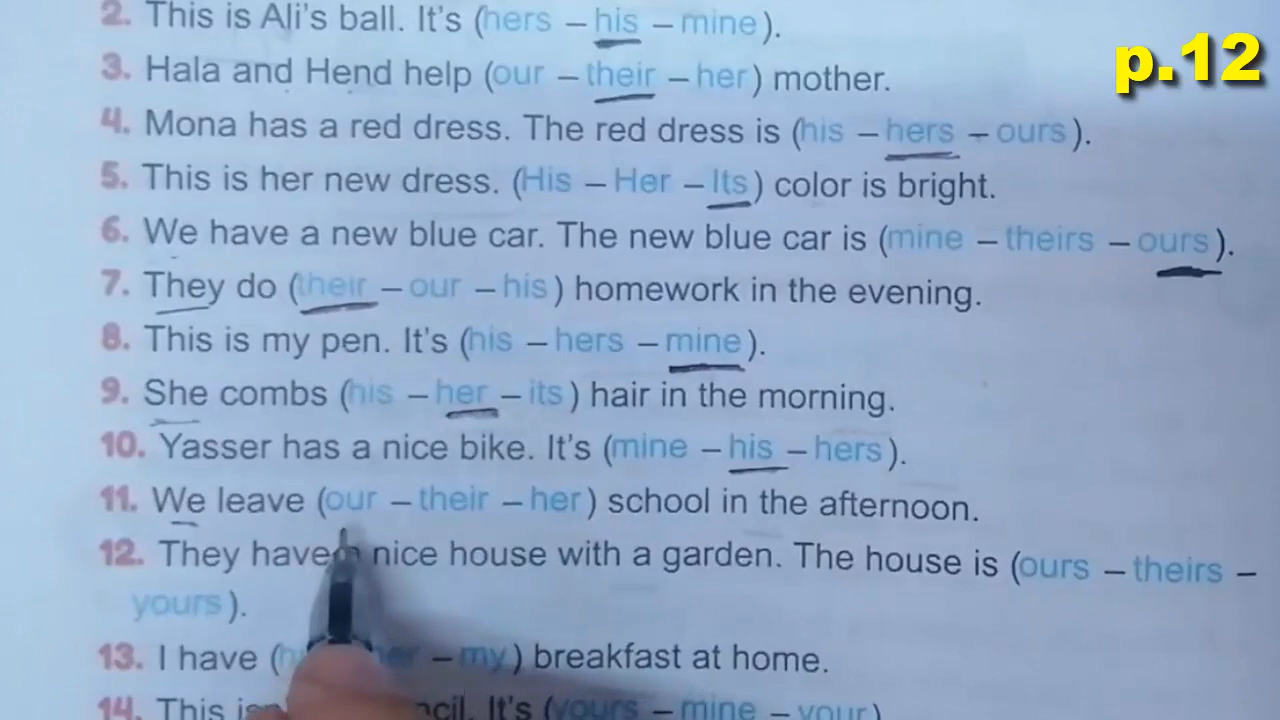 2. This is Ali's ball. It's (hers – his – mine).
p.12
3. Hala and Hend help (our – their – her) mother.
4. Mona has a red dress. The red dress is (his – hers – ours).
5. This is her new dress. (His – Her – Its) color is bright.
6. We have a new blue car. The new blue car is (mine – theirs – ours).
7. They do (their – our – his) homework in the evening.
8. This is my pen. It's (his – hers – mine).
9. She combs (his – her – its) hair in the morning.
10. Yasser has a nice bike. It's (mine – his – hers).
11. We leave (our – their – her) school in the afternoon.
12. They have nice house with a garden. The house is (ours – theirs –
yours).
13. I have ( – my) breakfast at home.
14. This It's (yours – mine – your)